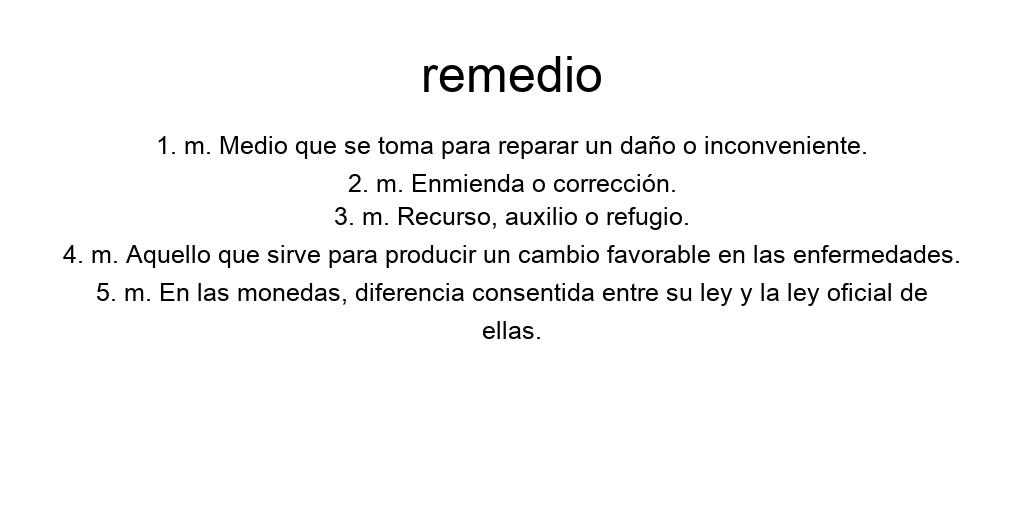 remedio
1. m. Medio que se toma para reparar un daño o inconveniente.
2. m. Enmienda o corrección.
3. m. Recurso, auxilio o refugio.
4. m. Aquello que sirve para producir un cambio favorable en las enfermedades.
5. m. En las monedas, diferencia consentida entre su ley y la ley oficial de
ellas.